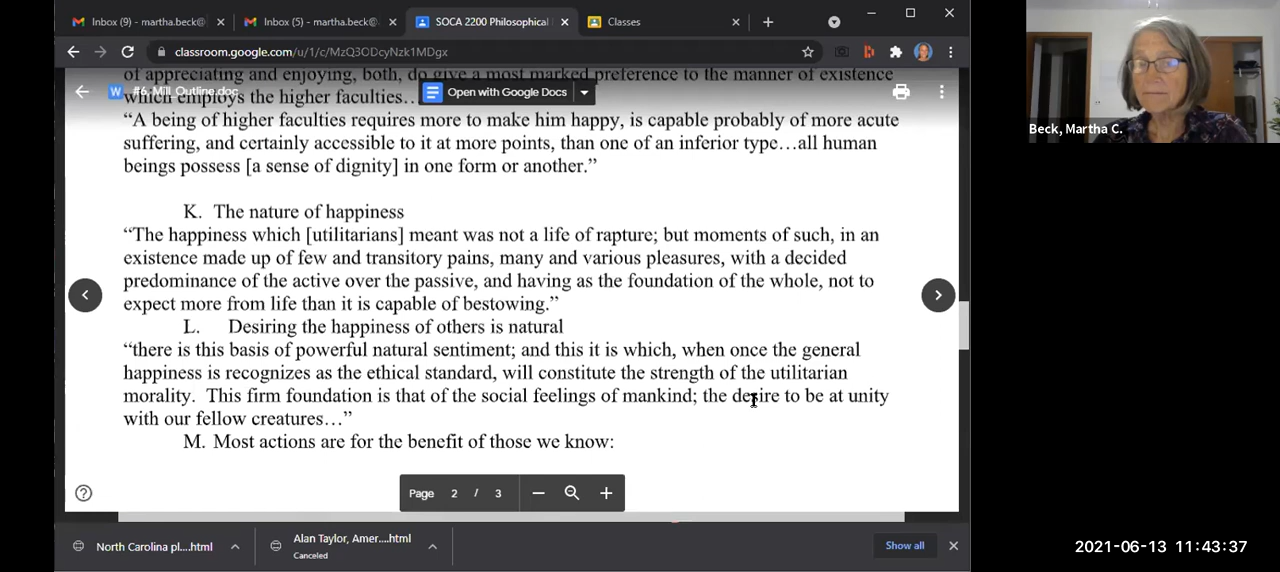 Inbox (9) - martha.beck@
Inbox (5) - martha.beck@
SOCA 2200 Philosophical
Classes
classroom.google.com/u/1/c/MzQ3ODcyNzk1MDgx
of appreciating and enjoying, both, do give a most marked preference to the manner of existence
#6. Mill Outline.doc
Open with Google Docs
which employs the higher faculties…
“A being of higher faculties requires more to make him happy, is capable probably of more acute
suffering, and certainly accessible to it at more points, than one of an inferior type…all human
beings possess [a sense of dignity] in one form or another.”
K. The nature of happiness
“The happiness which [utilitarians] meant was not a life of rapture; but moments of such, in an
existence made up of few and transitory pains, many and various pleasures, with a decided
predominance of the active over the passive, and having as the foundation of the whole, not to
expect more from life than it is capable of bestowing.”
L. Desiring the happiness of others is natural
“there is this basis of powerful natural sentiment; and this it is which, when once the general
happiness is recognizes as the ethical standard, will constitute the strength of the utilitarian
morality. This firm foundation is that of the social feelings of mankind; the desire to be at unity
with our fellow creatures…”
M. Most actions are for the benefit of those we know:
Page 2 / 3
North Carolina pl....html
Alan Taylor, Amer....html
Canceled
Show all
Beck, Martha C.
2021-06-13 11:43:37